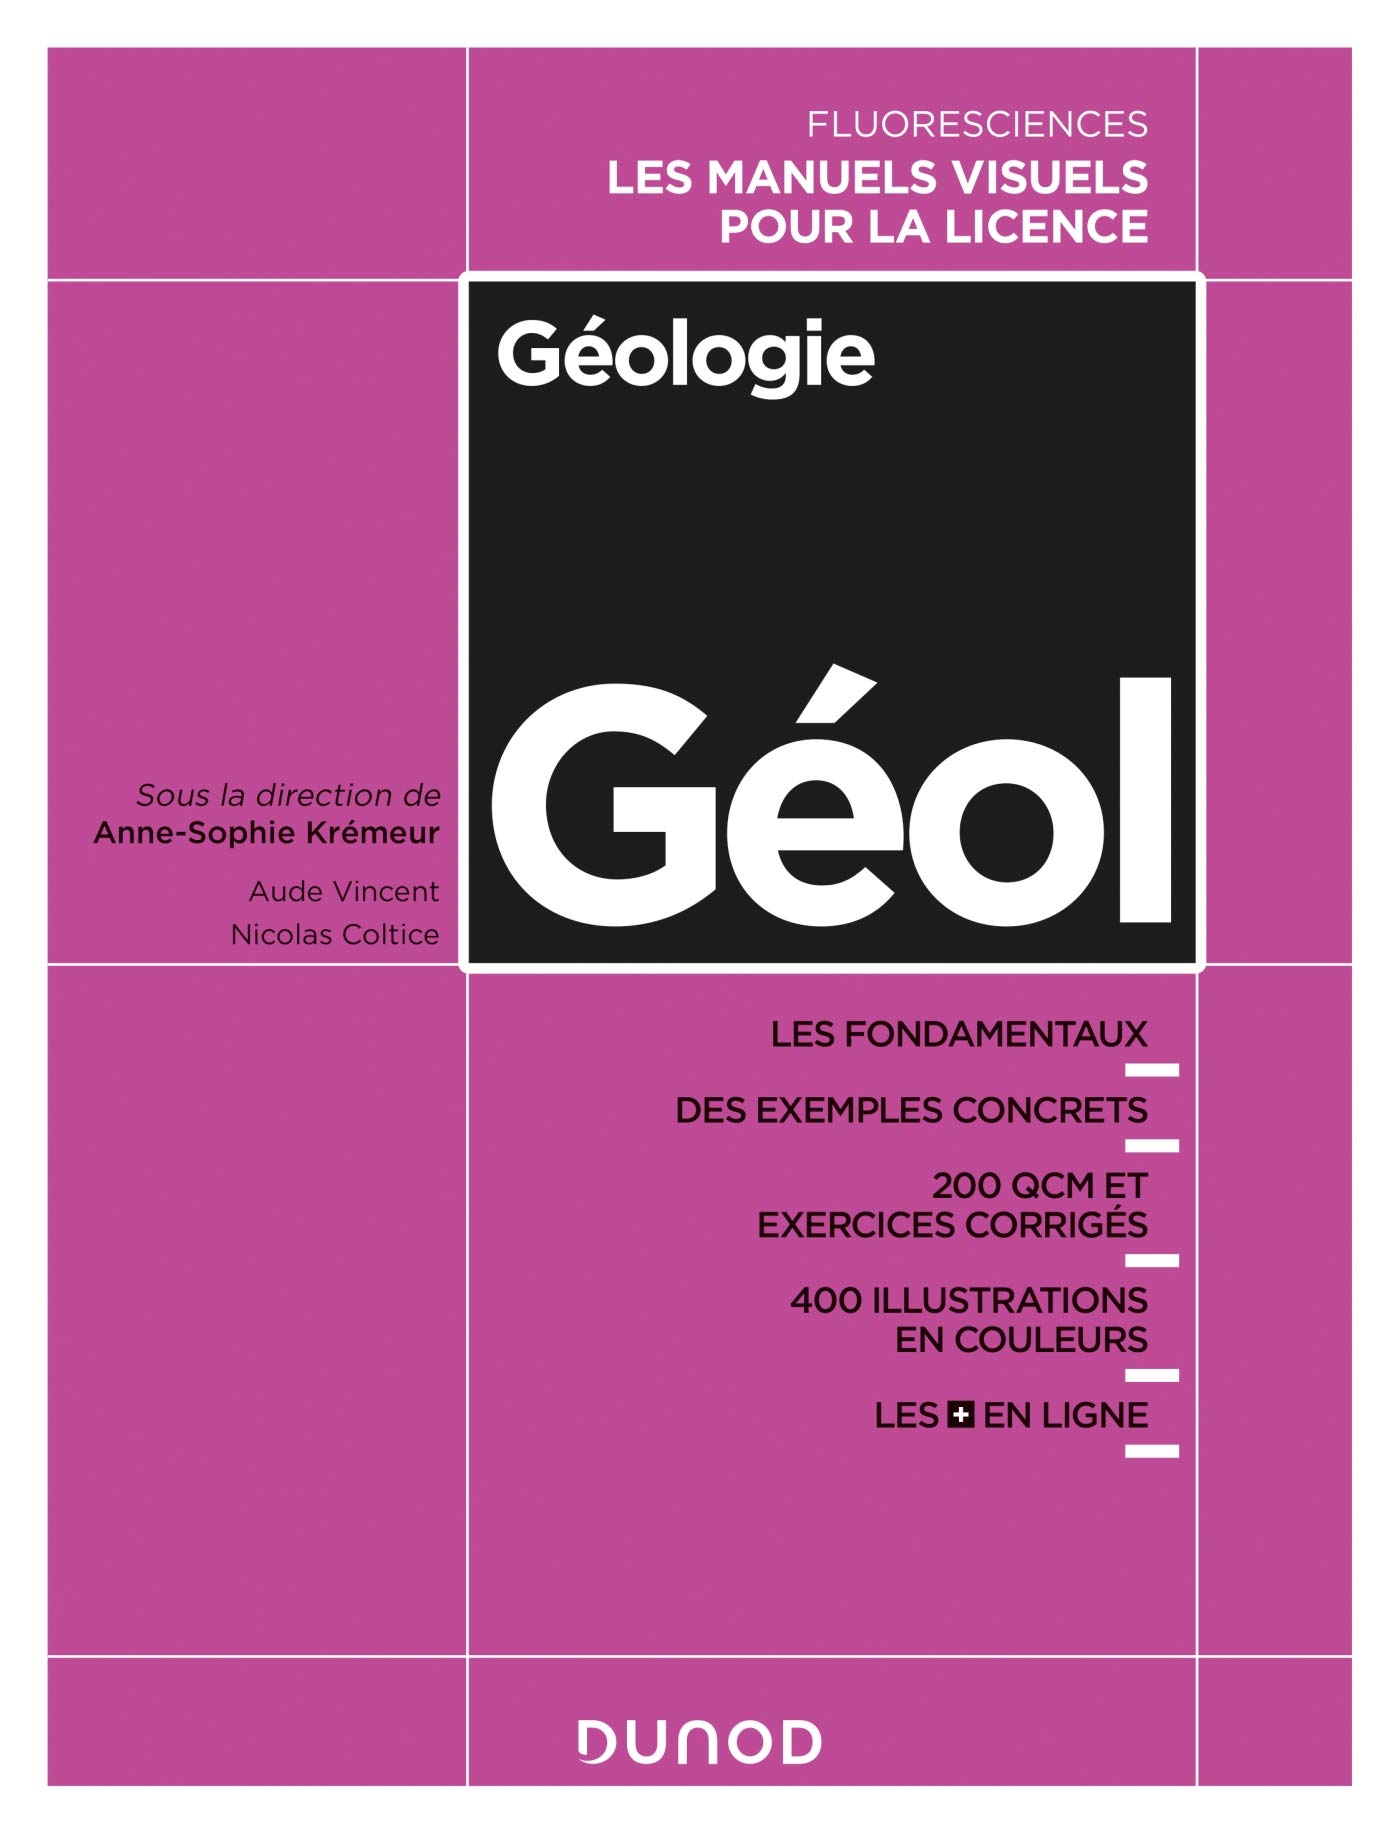 FLUORESCIENCES
LES MANUELS VISUELS
POUR LA LICENCE
Géologie
Géol
Sous la direction de
Anne-Sophie Krémeur
Aude Vincent
Nicolas Coltice
LES FONDAMENTAUX
DES EXEMPLES CONCRETS
200 QCM ET
EXERCICES CORRIGÉS
400 ILLUSTRATIONS
EN COULEURS
LES + EN LIGNE
DUNOD